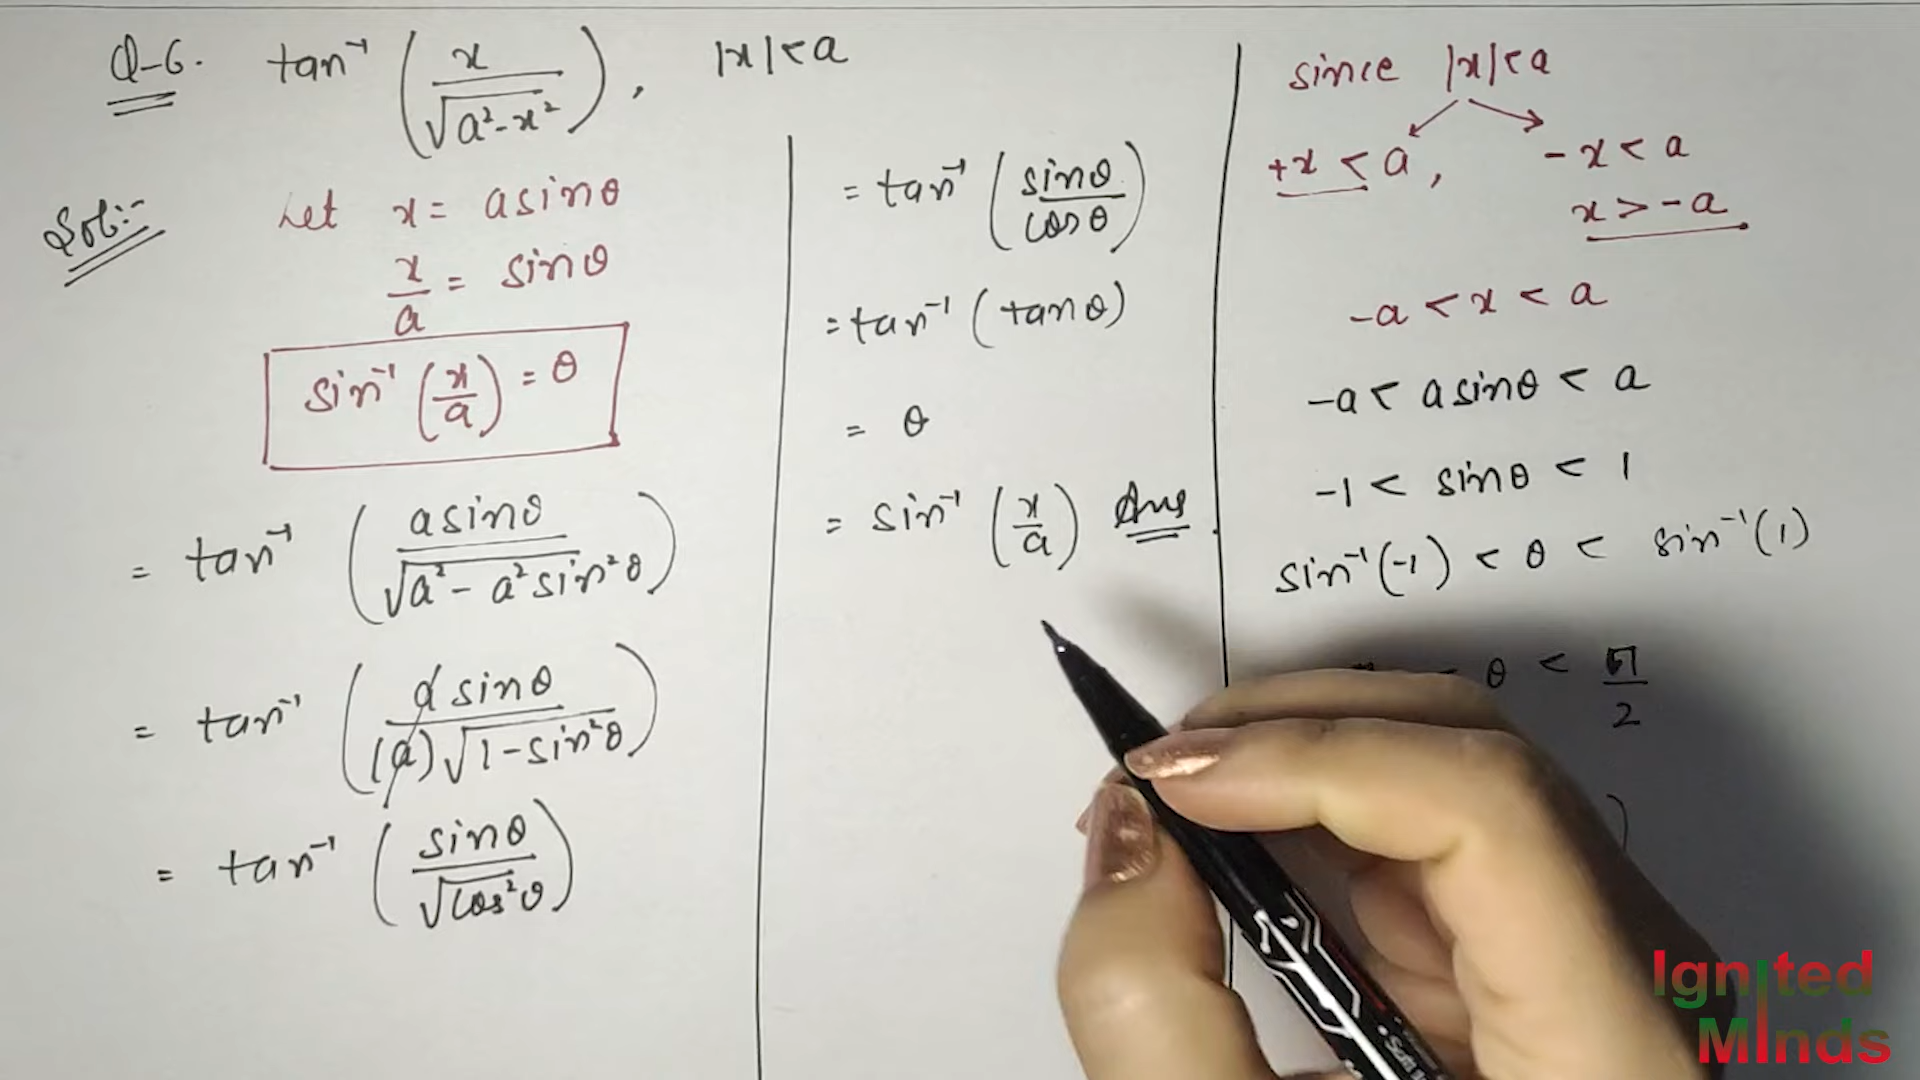 Q-6. tan⁻¹ (x / √a²-x²), |x|<a
Sol:-
Let x = a sinθ
x/a = sinθ
sin⁻¹ (x/a) = θ
= tan⁻¹ (a sinθ / √a² - a² sin²θ)
= tan⁻¹ (a sinθ / (a)√1-sin²θ)
= tan⁻¹ (sinθ / √cos²θ)
= tan⁻¹ (sinθ / cosθ)
= tan⁻¹ (tanθ)
= θ
= sin⁻¹ (x/a) Ans
since |x|<a
+x < a, -x < a
x > -a
-a < x < a
-a < a sinθ < a
-1 < sinθ < 1
sin⁻¹(-1) < θ < sin⁻¹(1)
θ < π/2
)
Ignited
Minds